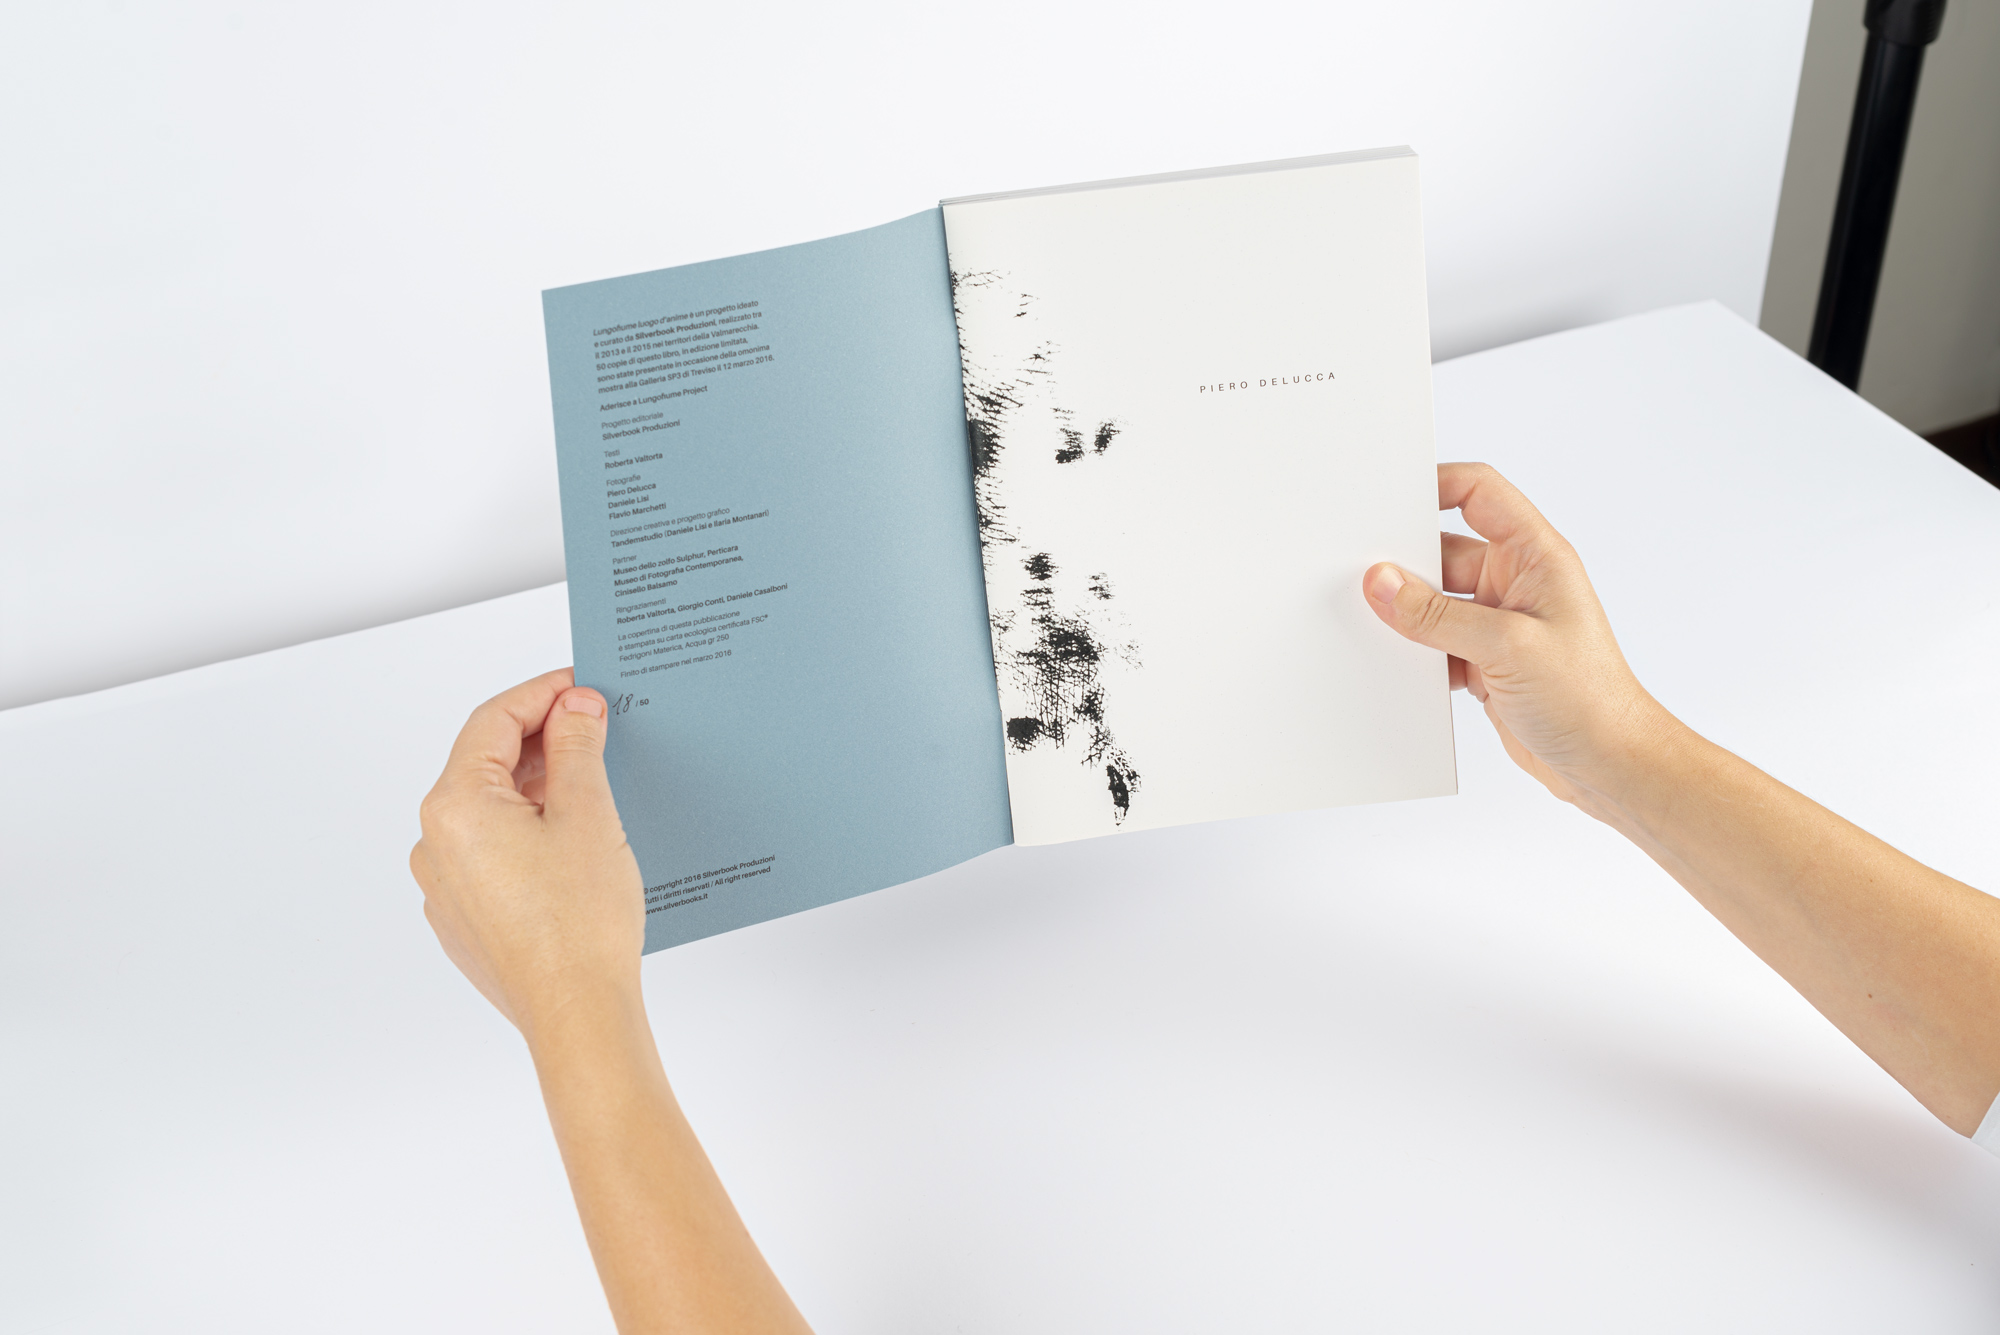 Lungofiume luogo d'anime è un progetto ideato
e curato da Silverbook Produzioni, realizzato tra
il 2013 e il 2015 nei territori della Valmarecchia.
50 copie di questo libro, in edizione limitata,
sono state presentate in occasione della omonima
mostra alla Galleria SP3 di Treviso il 12 marzo 2016.
Aderisce a Lungofiume Project
Progetto editoriale
Silverbook Produzioni
Testi
Roberta Valtorta
Fotografie
Piero Delucca
Daniele Lisi
Flavio Marchetti
Direzione creativa e progetto grafico
Tandemstudio (Daniele Lisi e Ilaria Montanari)
Partner
Museo dello zolfo Sulphur, Perticara
Museo di Fotografia Contemporanea,
Cinisello Balsamo
Ringraziamenti
Roberta Valtorta, Giorgio Conti, Daniele Casalboni
La copertina di questa pubblicazione
è stampata su carta ecologica certificata FSC®
Fedrigoni Materica, Acqua gr 250
Finito di stampare nel marzo 2016
18 / 50
© copyright 2016 Silverbook Produzioni
Tutti i diritti riservati / All right reserved
www.silverbooks.it
PIERO DELUCCA